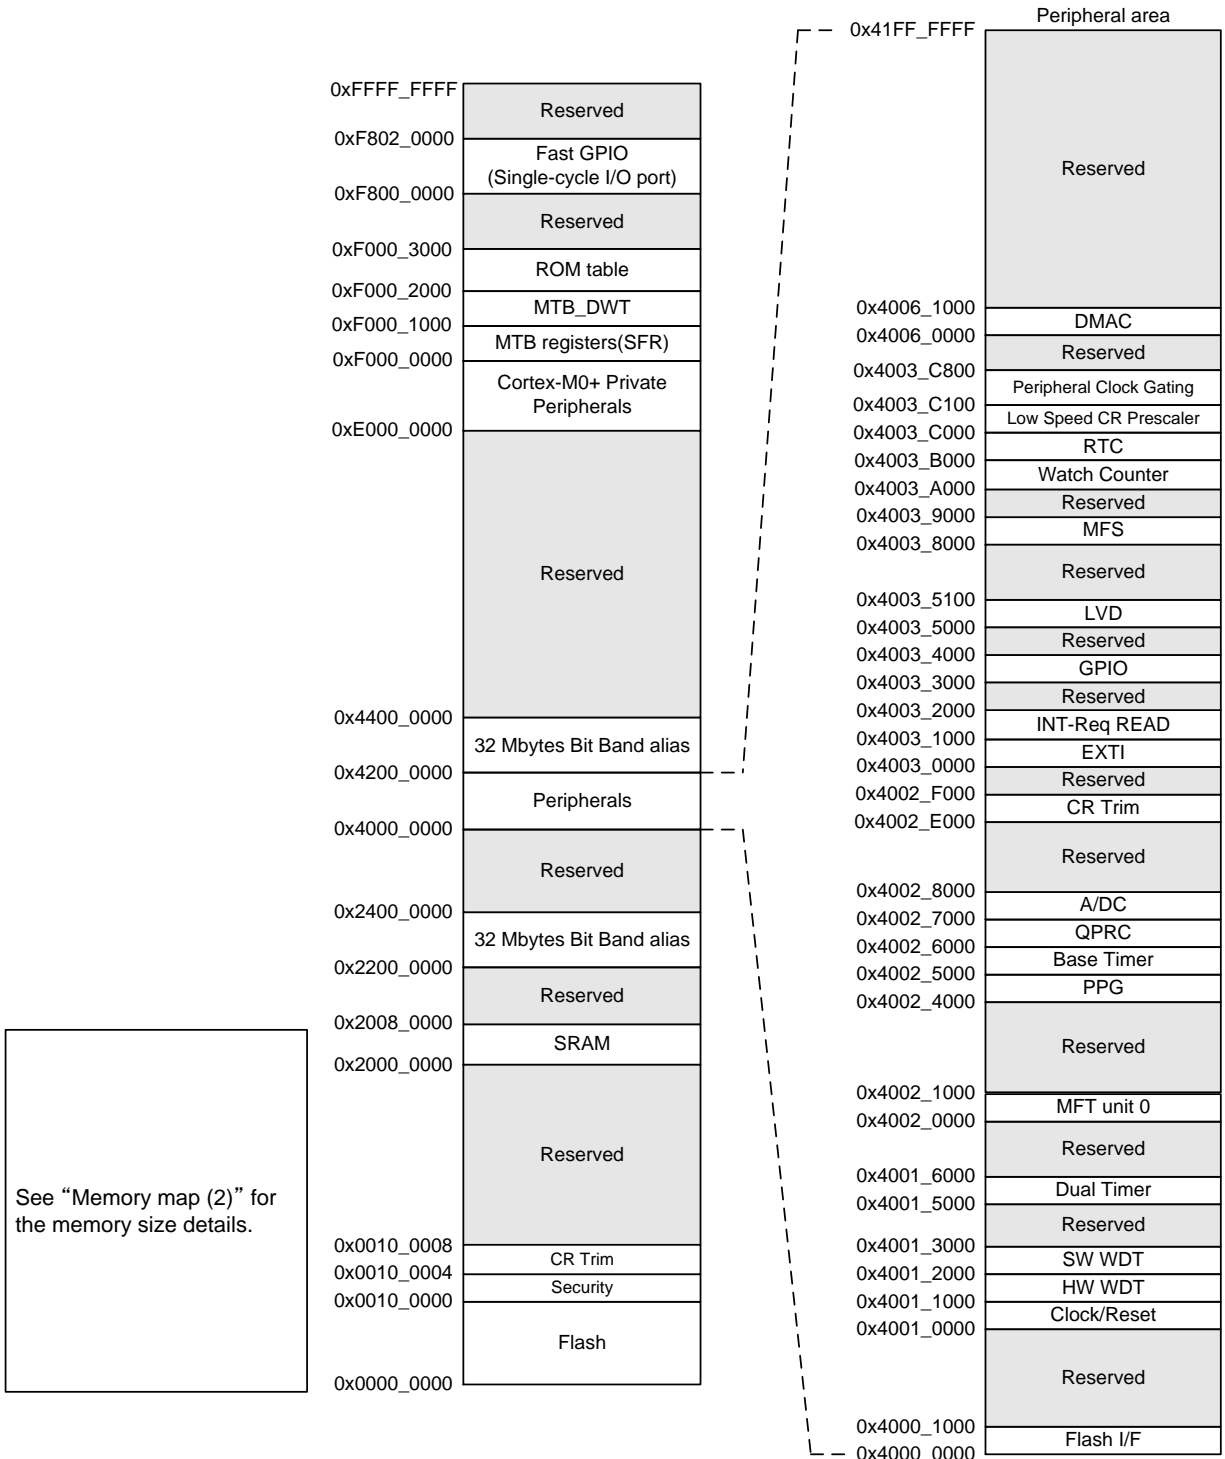 Peripheral area
0x41FF_FFFF
Reserved
0x4006_1000
DMAC
0x4006_0000
Reserved
0x4003_C800
Peripheral Clock Gating
0x4003_C100
Low Speed CR Prescaler
0x4003_C000
RTC
0x4003_B000
Watch Counter
0x4003_A000
Reserved
0x4003_9000
MFS
0x4003_8000
Reserved
0x4003_5100
LVD
0x4003_5000
Reserved
0x4003_4000
GPIO
0x4003_3000
Reserved
0x4003_2000
INT-Req READ
0x4003_1000
EXTI
0x4003_0000
Reserved
0x4002_F000
CR Trim
0x4002_E000
Reserved
0x4002_8000
A/DC
0x4002_7000
QPRC
0x4002_6000
Base Timer
0x4002_5000
PPG
0x4002_4000
Reserved
0x4002_1000
MFT unit 0
0x4002_0000
Reserved
0x4001_6000
Dual Timer
0x4001_5000
Reserved
0x4001_3000
SW WDT
0x4001_2000
HW WDT
0x4001_1000
Clock/Reset
0x4001_0000
Reserved
0x4000_1000
Flash I/F
0x4000_0000
0xFFFF_FFFF
Reserved
0xF802_0000
Fast GPIO
(Single-cycle I/O port)
0xF800_0000
Reserved
0xF000_3000
ROM table
0xF000_2000
MTB_DWT
0xF000_1000
MTB registers(SFR)
0xF000_0000
Cortex-M0+ Private
Peripherals
0xE000_0000
Reserved
0x4400_0000
32 Mbytes Bit Band alias
0x4200_0000
Peripherals
0x4000_0000
Reserved
0x2400_0000
32 Mbytes Bit Band alias
0x2200_0000
Reserved
0x2008_0000
SRAM
0x2000_0000
Reserved
0x0010_0008
CR Trim
0x0010_0004
Security
0x0010_0000
Flash
0x0000_0000
See “Memory map (2)” for
the memory size details.